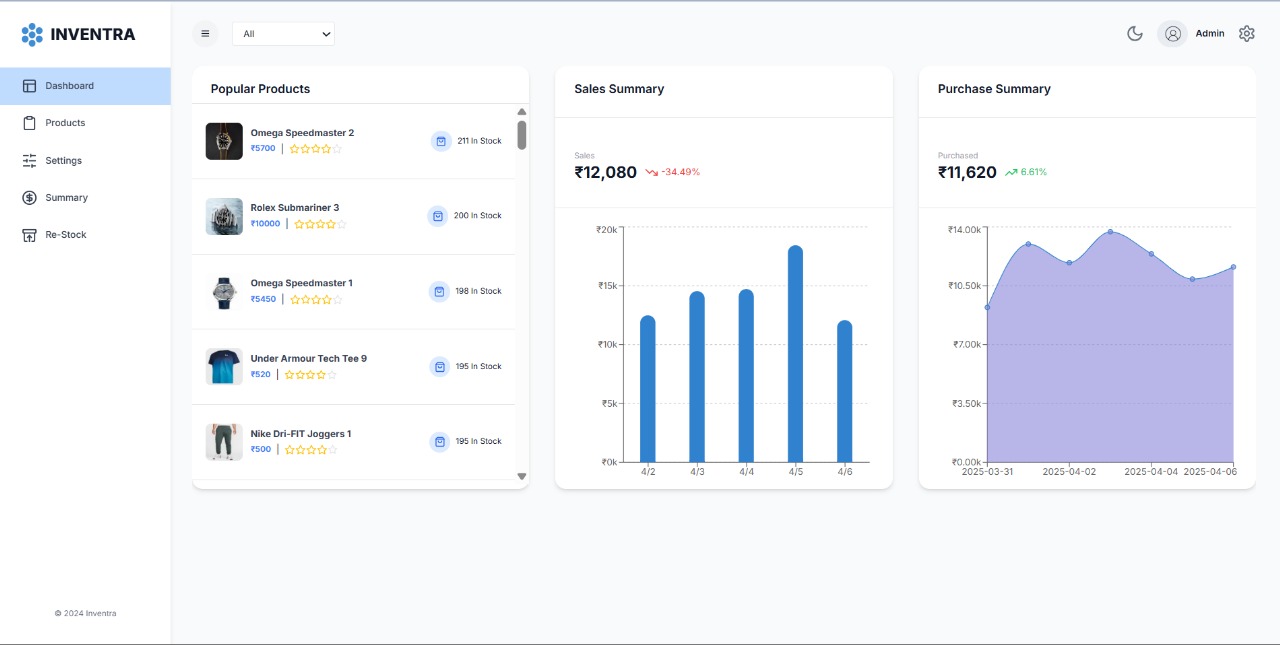 INVENTRA
All
Admin
Dashboard
Products
Settings
Summary
Re-Stock
© 2024 Inventra
Popular Products
Omega Speedmaster 2
₹5700 |
211 In Stock
Rolex Submariner 3
₹10000 |
200 In Stock
Omega Speedmaster 1
₹5450 |
198 In Stock
Under Armour Tech Tee 9
₹520 |
195 In Stock
Nike Dri-FIT Joggers 1
₹500 |
195 In Stock
Sales Summary
Sales
₹12,080 -34.49%
₹20k
₹15k
₹10k
₹5k
₹0k
4/2 4/3 4/4 4/5 4/6
Purchase Summary
Purchased
₹11,620 6.61%
₹14.00k
₹10.50k
₹7.00k
₹3.50k
₹0.00k
2025-03-31 2025-04-02 2025-04-04 2025-04-06